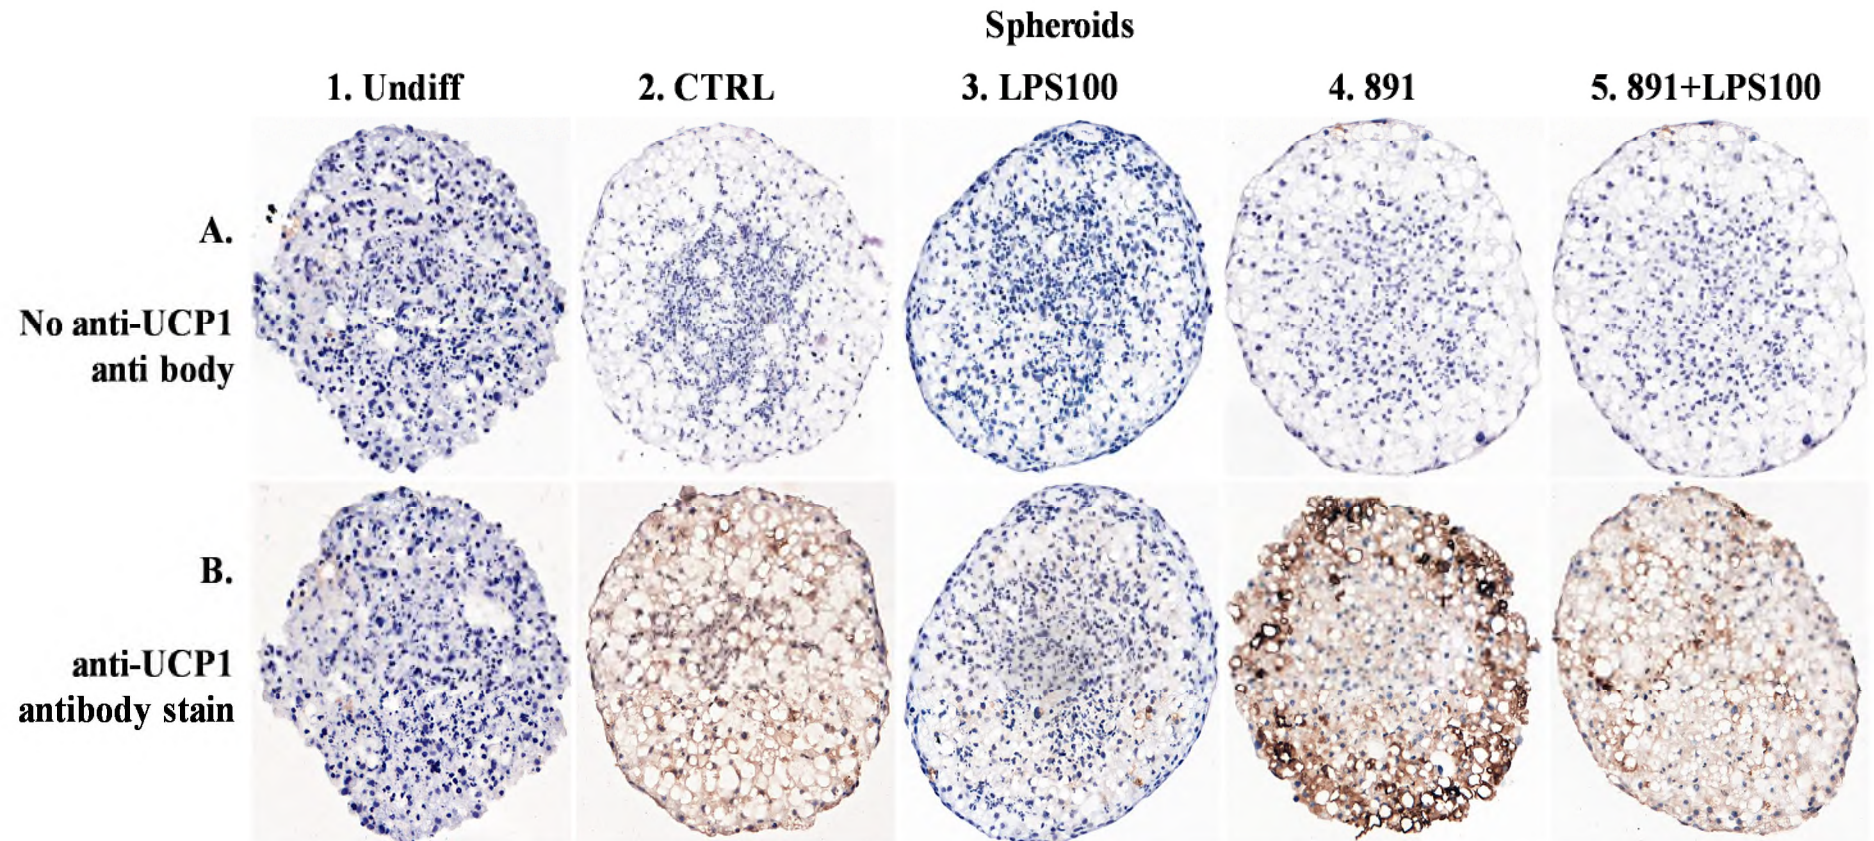 Spheroids
1. Undiff
2. CTRL
3. LPS100
4. 891
5. 891+LPS100
A.
No anti-UCP1
anti body
B.
anti-UCP1
antibody stain